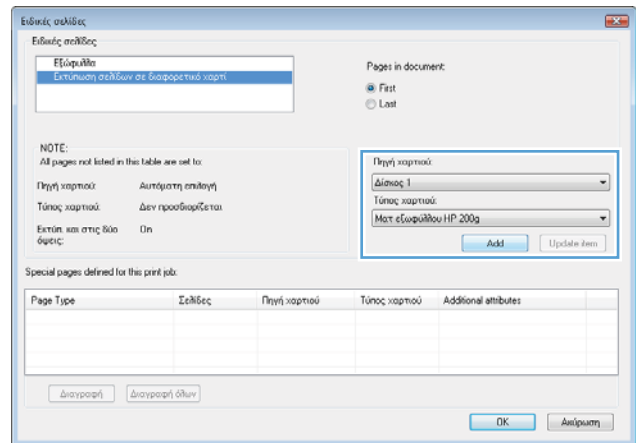 Ειδικές σελίδες
Ειδικές σελίδες
Εξώφυλλα
Εκτύπωση σελίδων σε διαφορετικό χαρτί
Pages in document:
First
Last
NOTE:
All pages not listed in this table are set to:
Πηγή χαρτιού: Αυτόματη επιλογή
Τύπος χαρτιού: Δεν προσδιορίζεται
Εκτύπ. και στις δύο όψεις: On
Πηγή χαρτιού:
Δίσκος 1
Τύπος χαρτιού:
Ματ εξωφύλλου HP 200g
Add Update item
Special pages defined for this print job:
Page Type Σελίδες Πηγή χαρτιού Τύπος χαρτιού Additional attributes
Διαγραφή Διαγραφή όλων
OK Ακύρωση